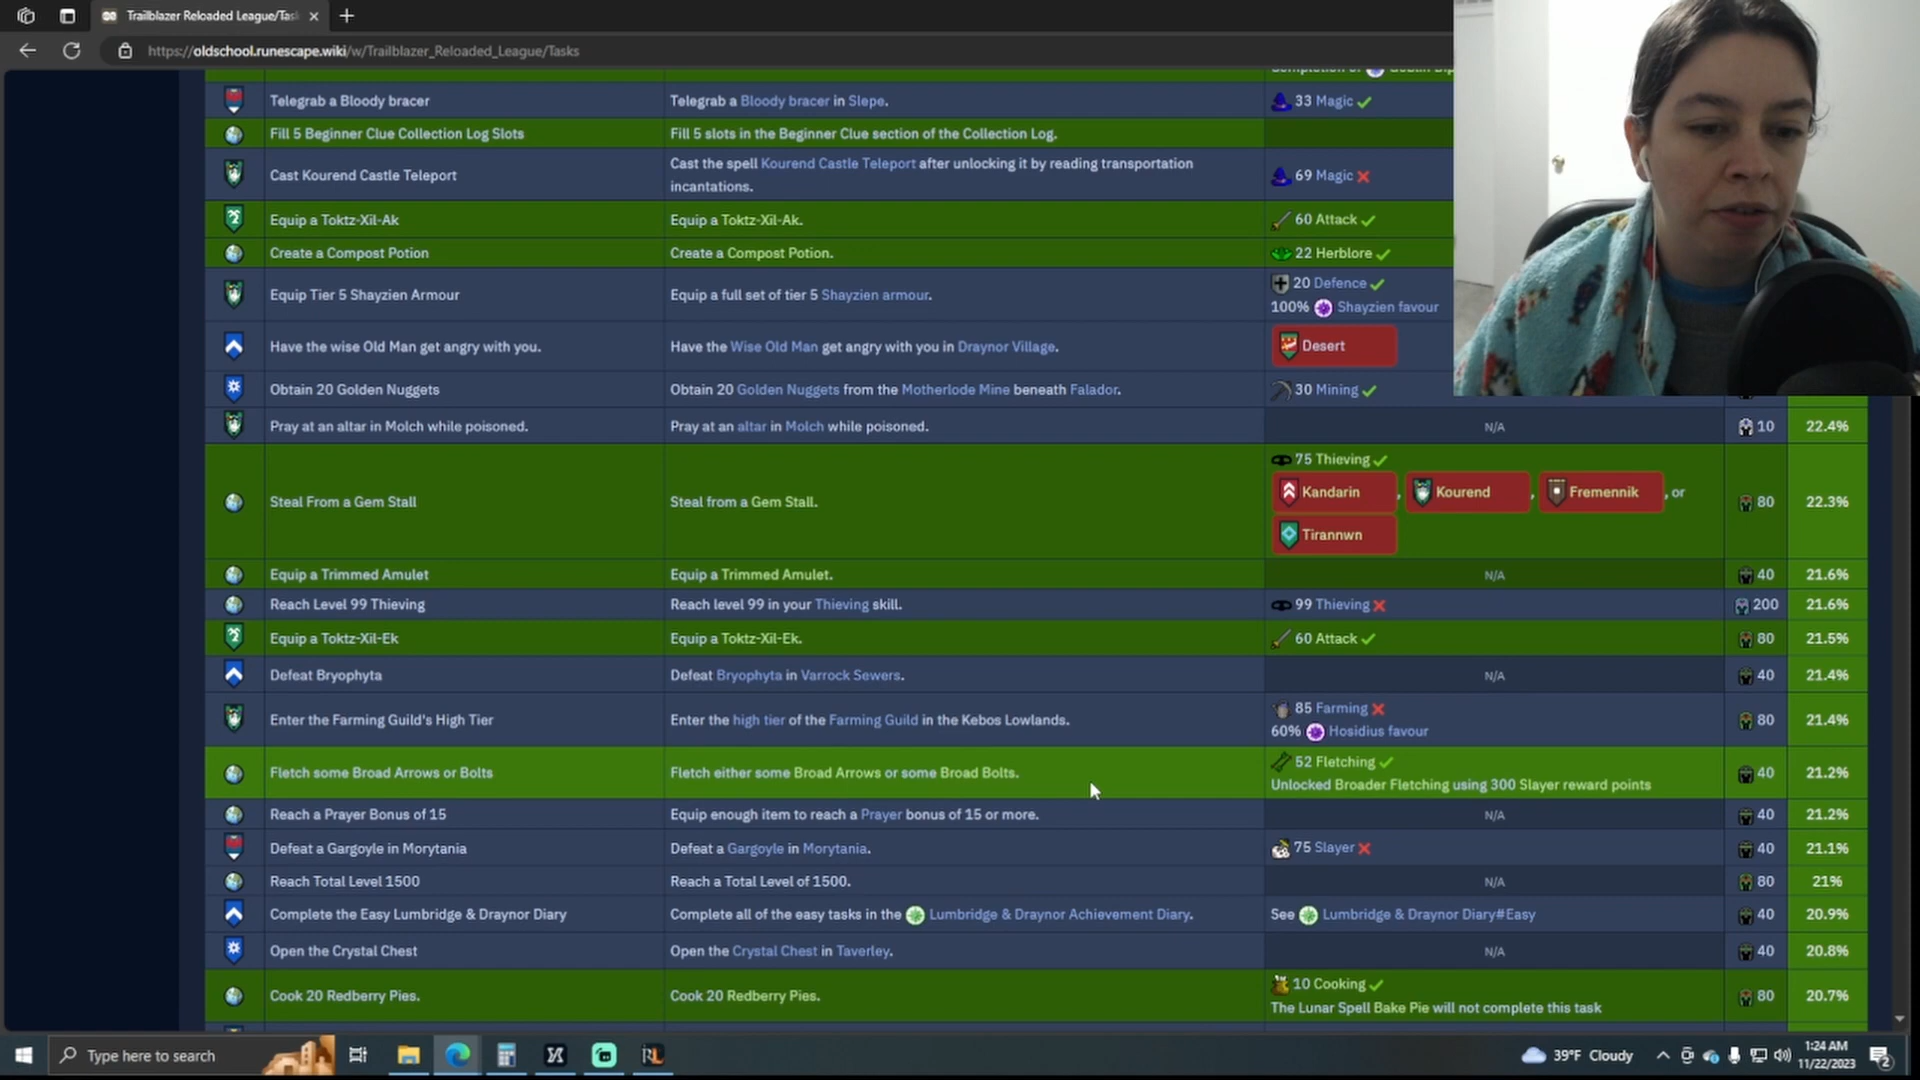 Trailblazer Reloaded League/Tas
https://oldschool.runescape.wiki/w/Trailblazer_Reloaded_League/Tasks
Telegrab a Bloody bracer Telegrab a Bloody bracer in Slepe. 33 Magic
Fill 5 Beginner Clue Collection Log Slots Fill 5 slots in the Beginner Clue section of the Collection Log.
Cast Kourend Castle Teleport Cast the spell Kourend Castle Teleport after unlocking it by reading transportation
incantations. 69 Magic
Equip a Toktz-Xil-Ak Equip a Toktz-Xil-Ak. 60 Attack
Create a Compost Potion Create a Compost Potion. 22 Herblore
Equip Tier 5 Shayzien Armour Equip a full set of tier 5 Shayzien armour. 20 Defence
100% Shayzien favour
Have the wise Old Man get angry with you. Have the Wise Old Man get angry with you in Draynor Village. Desert
Obtain 20 Golden Nuggets Obtain 20 Golden Nuggets from the Motherlode Mine beneath Falador. 30 Mining
Pray at an altar in Molch while poisoned. Pray at an altar in Molch while poisoned. N/A 10 22.4%
75 Thieving
Steal From a Gem Stall Steal from a Gem Stall. Kandarin , Kourend , Fremennik , or 80 22.3%
Tirannwn
Equip a Trimmed Amulet Equip a Trimmed Amulet. N/A 40 21.6%
Reach Level 99 Thieving Reach level 99 in your Thieving skill. 99 Thieving 200 21.6%
Equip a Toktz-Xil-Ek Equip a Toktz-Xil-Ek. 60 Attack 80 21.5%
Defeat Bryophyta Defeat Bryophyta in Varrock Sewers. N/A 40 21.4%
Enter the Farming Guild's High Tier Enter the high tier of the Farming Guild in the Kebos Lowlands. 85 Farming 80 21.4%
60% Hosidius favour
Fletch some Broad Arrows or Bolts Fletch either some Broad Arrows or some Broad Bolts. 52 Fletching 40 21.2%
Unlocked Broader Fletching using 300 Slayer reward points
Reach a Prayer Bonus of 15 Equip enough item to reach a Prayer bonus of 15 or more. N/A 40 21.2%
Defeat a Gargoyle in Morytania Defeat a Gargoyle in Morytania. 75 Slayer 40 21.1%
Reach Total Level 1500 Reach a Total Level of 1500. N/A 80 21%
Complete the Easy Lumbridge & Draynor Diary Complete all of the easy tasks in the Lumbridge & Draynor Achievement Diary. See Lumbridge & Draynor Diary#Easy 40 20.9%
Open the Crystal Chest Open the Crystal Chest in Taverley. N/A 40 20.8%
Cook 20 Redberry Pies. Cook 20 Redberry Pies. 10 Cooking 80 20.7%
The Lunar Spell Bake Pie will not complete this task
Type here to search 39°F Cloudy 1:24 AM
11/22/2023 2